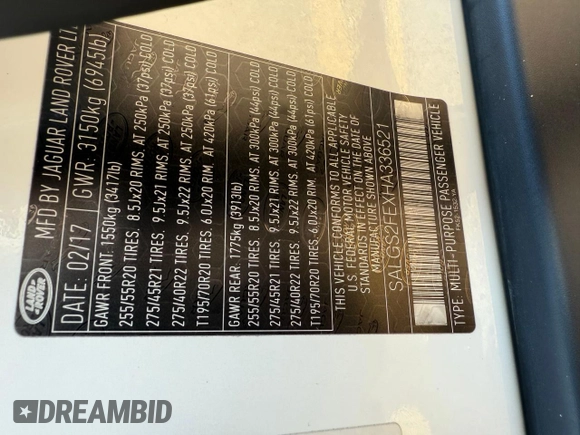 LAND-
ROVER
MFD BY JAGUAR LAND ROVER
DATE: 02/17 GWR: 3150kg (6945lb)
GAWR FRONT: 1550kg (3417lb)
255/55R20 TIRES. 8.5Jx20 RIMS. AT 250kPa (37psi) COLD
275/45R21 TIRES. 9.5Jx21 RIMS. AT 250kPa (37psi) COLD
275/40R22 TIRES. 9.5Jx22 RIMS. AT 250kPa (37psi) COLD
T195/70R20 TIRES. 6.0Jx20 RIM. AT 420kPa (61psi) COLD
GAWR REAR: 1775kg (3913lb)
255/55R20 TIRES. 8.5Jx20 RIMS. AT 300kPa (44psi) COLD
275/45R21 TIRES. 9.5Jx21 RIMS. AT 300kPa (44psi) COLD
275/40R22 TIRES. 9.5Jx22 RIMS. AT 300kPa (44psi) COLD
T195/70R20 TIRES. 6.0Jx20 RIM. AT 420kPa (61psi) COLD
THIS VEHICLE CONFORMS TO ALL APPLICABLE
U.S. FEDERAL MOTOR VEHICLE SAFETY
STANDARDS IN EFFECT ON THE DATE OF
MANUFACTURE SHOWN ABOVE
SALGS2FEXHA336521
TYPE: MULTI-PURPOSE PASSENGER VEHICLE
DREAMBID